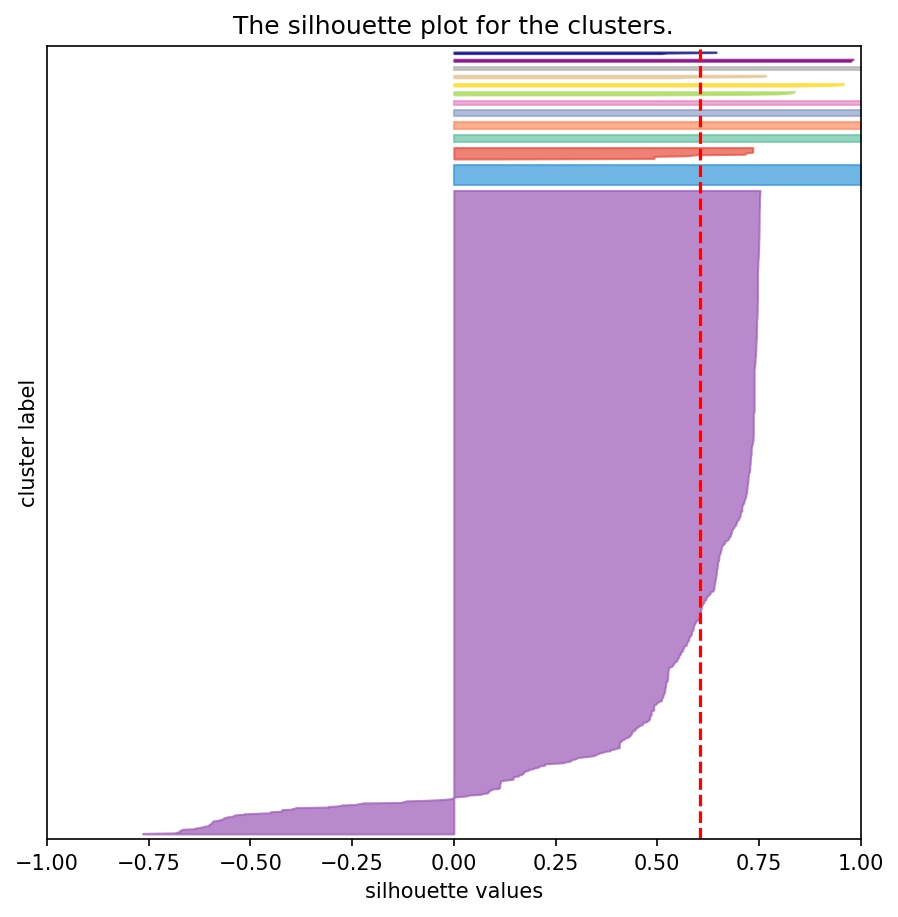 The silhouette plot for the clusters.
cluster label
−1.00 −0.75 −0.50 −0.25 0.00 0.25 0.50 0.75 1.00
silhouette values